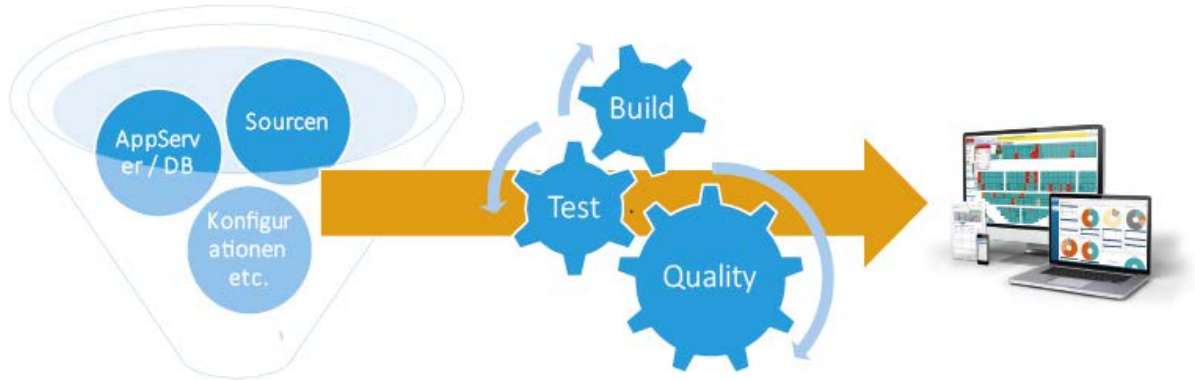 AppServ
er / DB
Sourcen
Konfigur
ationen
etc.
Build
Test
Quality